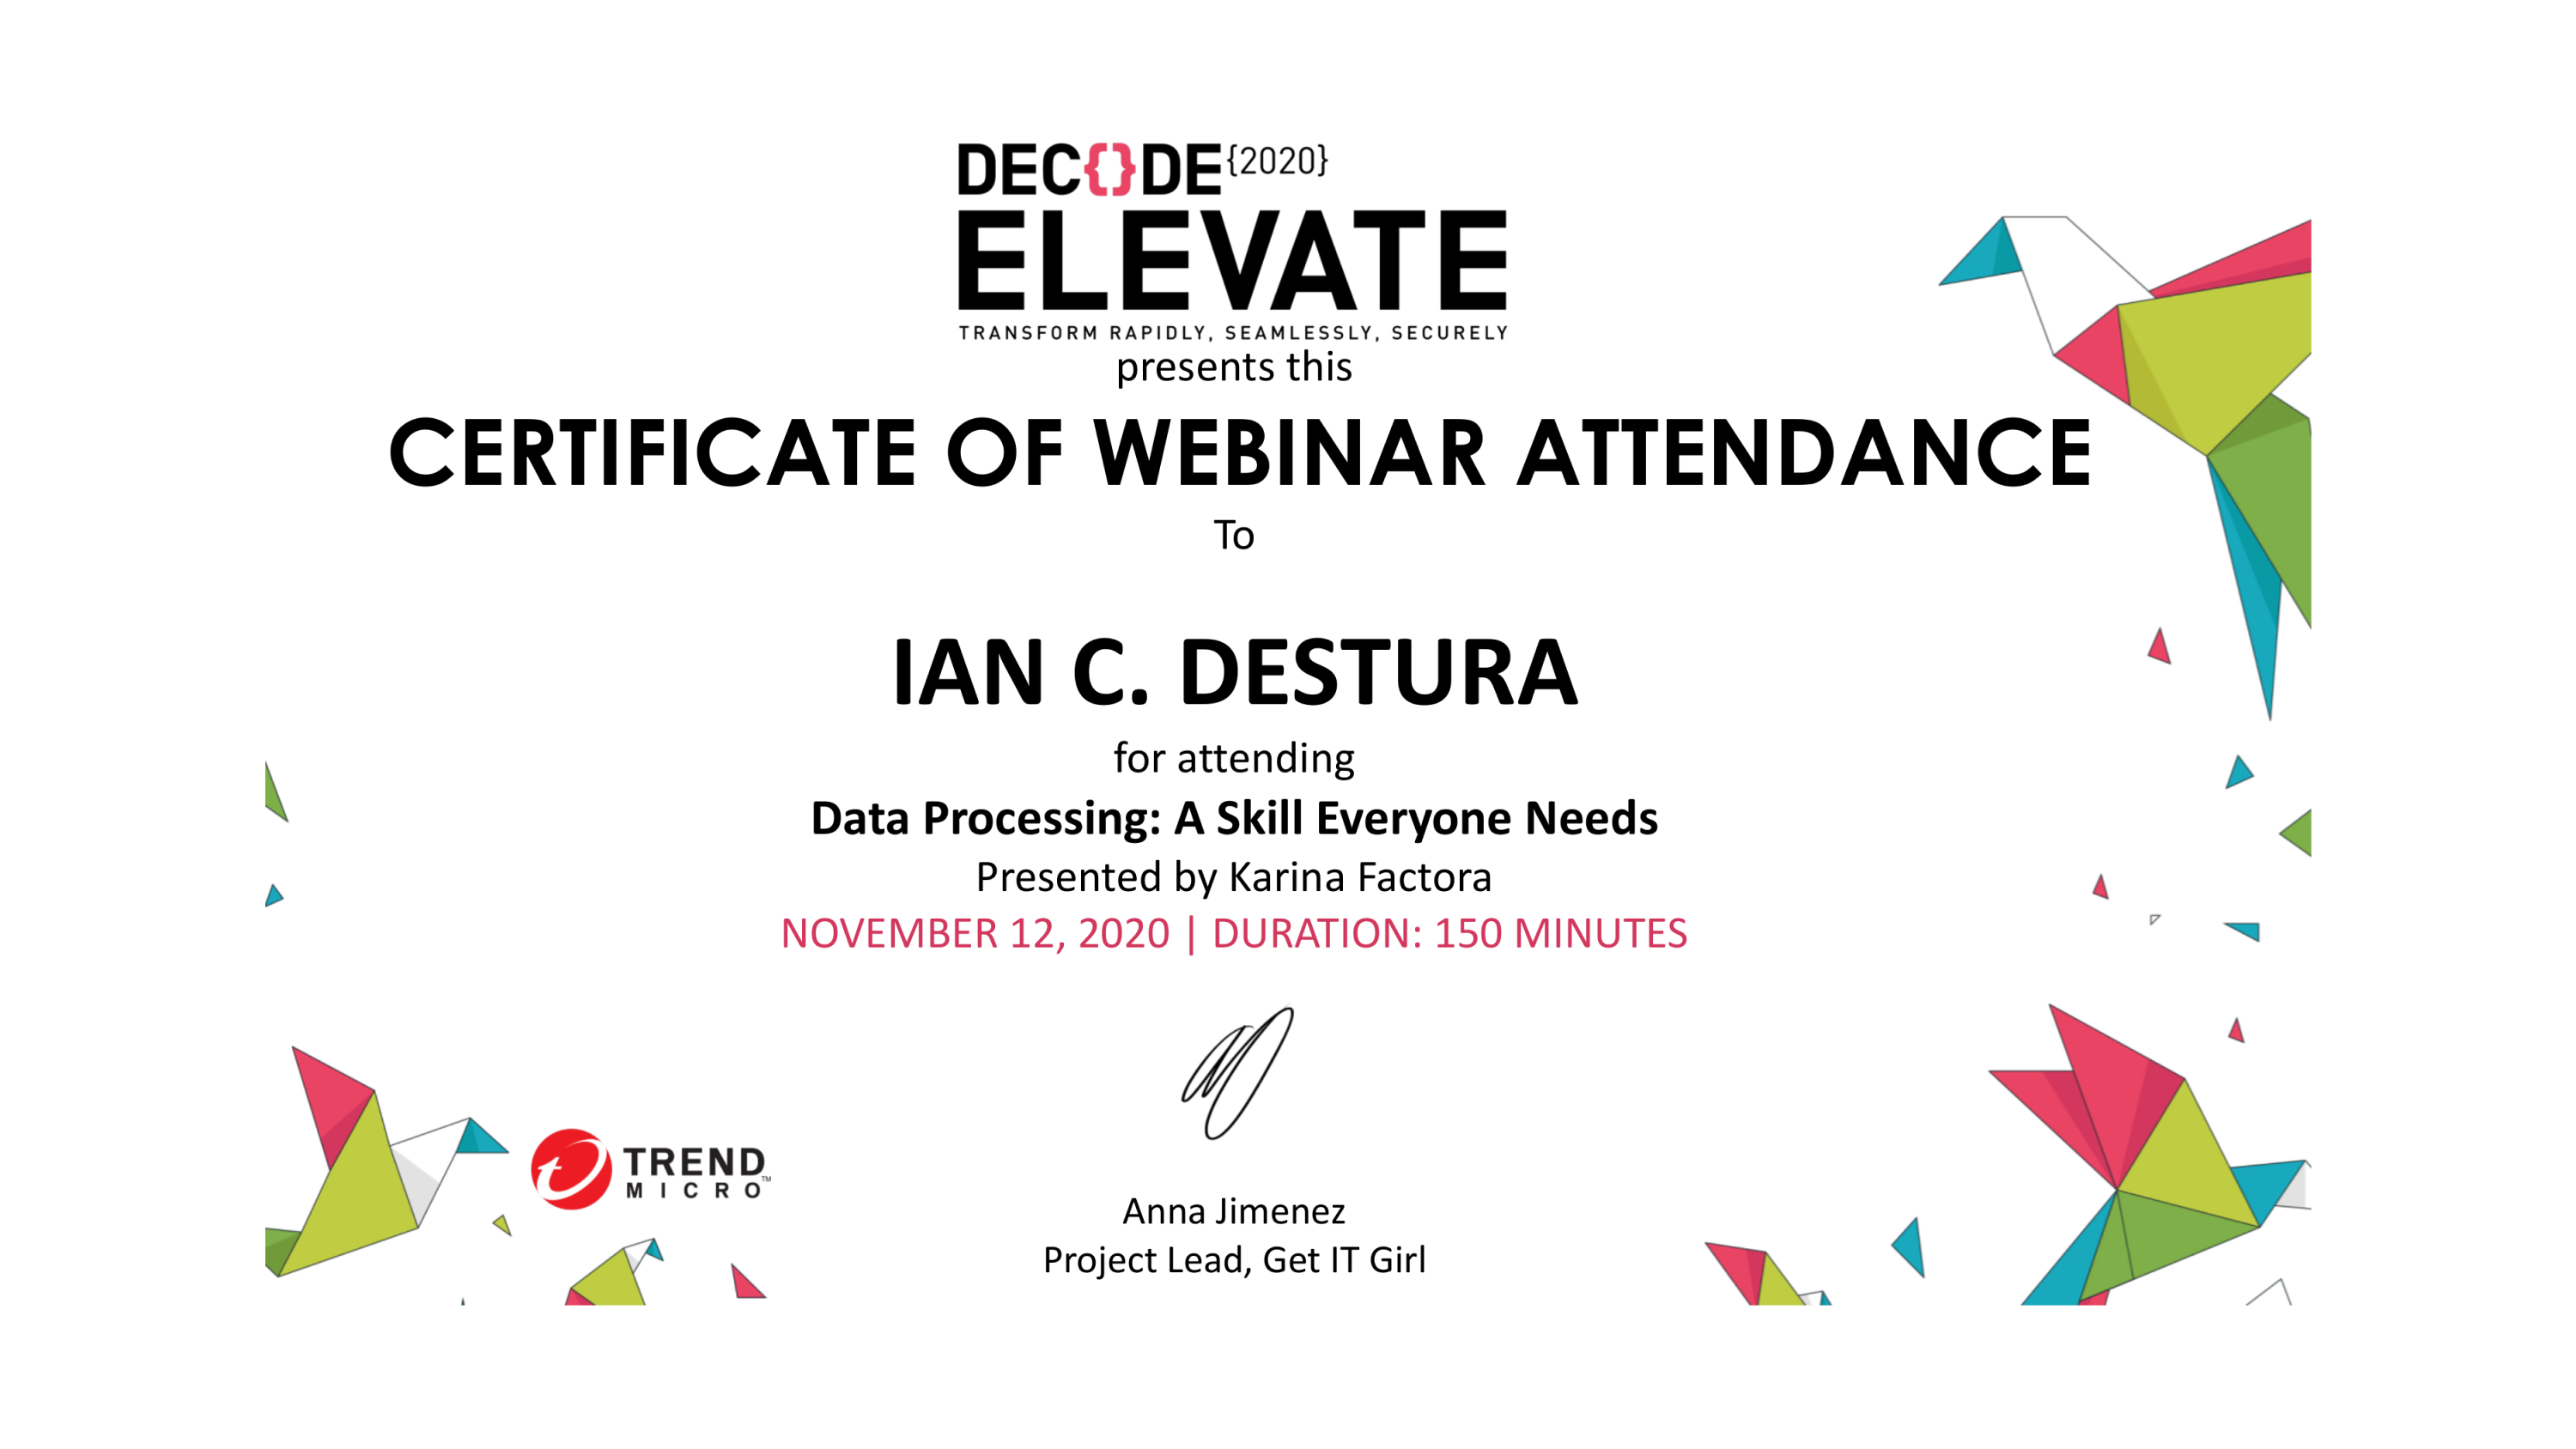 DEC{}DE {2020}
ELEVATE
TRANSFORM RAPIDLY, SEAMLESSLY, SECURELY
presents this
CERTIFICATE OF WEBINAR ATTENDANCE
To
IAN C. DESTURA
for attending
Data Processing: A Skill Everyone Needs
Presented by Karina Factora
NOVEMBER 12, 2020 | DURATION: 150 MINUTES
TREND
MICRO™
Anna Jimenez
Project Lead, Get IT Girl